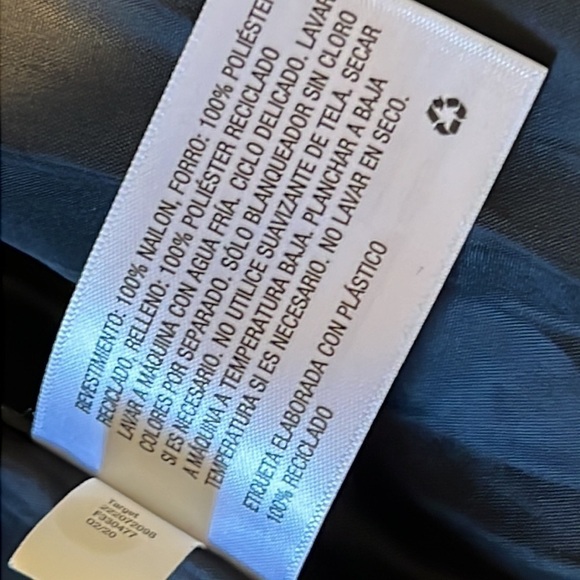 REVESTIMIENTO: 100% NAILON, FORRO: 100% POLIÉSTER
RECICLADO, RELLENO: 100% POLIÉSTER RECICLADO
LAVAR A MÁQUINA CON AGUA FRÍA, CICLO DELICADO. LAVAR
COLORES POR SEPARADO. SÓLO BLANQUEADOR SIN CLORO
SI ES NECESARIO. NO UTILICE SUAVIZANTE DE TELA. SECAR
A MÁQUINA A TEMPERATURA BAJA. PLANCHAR A BAJA
TEMPERATURA SI ES NECESARIO. NO LAVAR EN SECO.
ETIQUETA ELABORADA CON PLÁSTICO
100% RECICLADO
Target
222072098
F330477
02/20